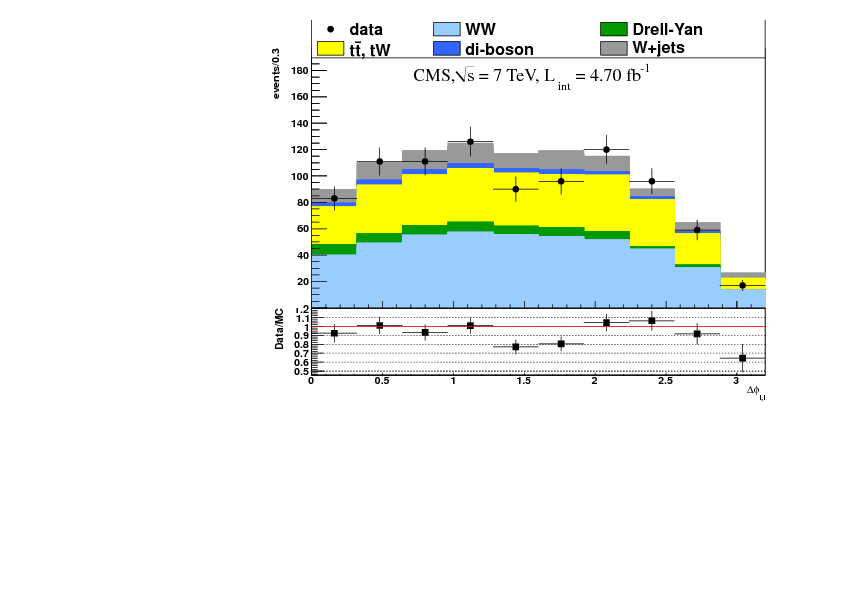 data WW Drell-Yan
tt̄, tW di-boson W+jets
events/0.3
CMS,√s = 7 TeV, L int = 4.70 fb-1
180
160
140
120
100
80
60
40
20
Data/MC
1.2
1.1
1
0.9
0.8
0.7
0.6
0.5
0 0.5 1 1.5 2 2.5 3
Δϕ l,l